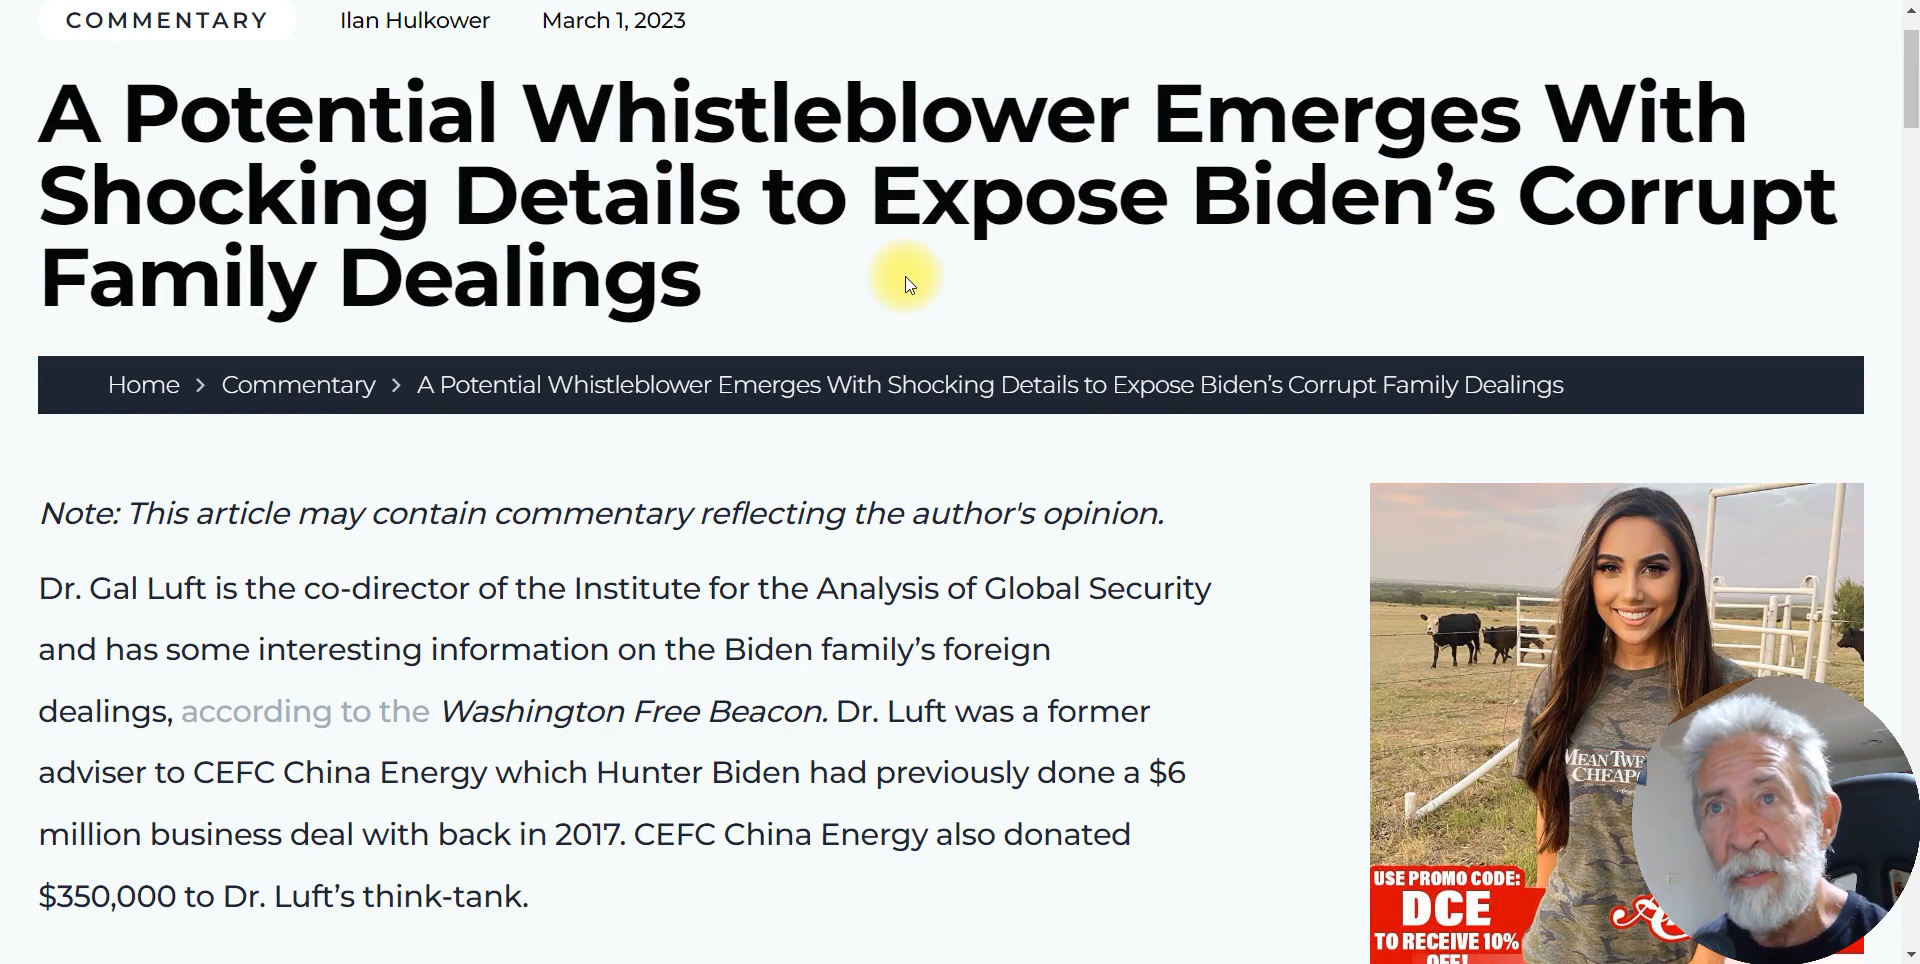 COMMENTARY Ilan Hulkower March 1, 2023
A Potential Whistleblower Emerges With
Shocking Details to Expose Biden’s Corrupt
Family Dealings
Home > Commentary > A Potential Whistleblower Emerges With Shocking Details to Expose Biden’s Corrupt Family Dealings
Note: This article may contain commentary reflecting the author's opinion.
Dr. Gal Luft is the co-director of the Institute for the Analysis of Global Security
and has some interesting information on the Biden family’s foreign
dealings, according to the Washington Free Beacon. Dr. Luft was a former
adviser to CEFC China Energy which Hunter Biden had previously done a $6
million business deal with back in 2017. CEFC China Energy also donated
$350,000 to Dr. Luft’s think-tank.
MEAN
USE PROMO CODE:
DCE
TO RECEIVE 10%
OFF!